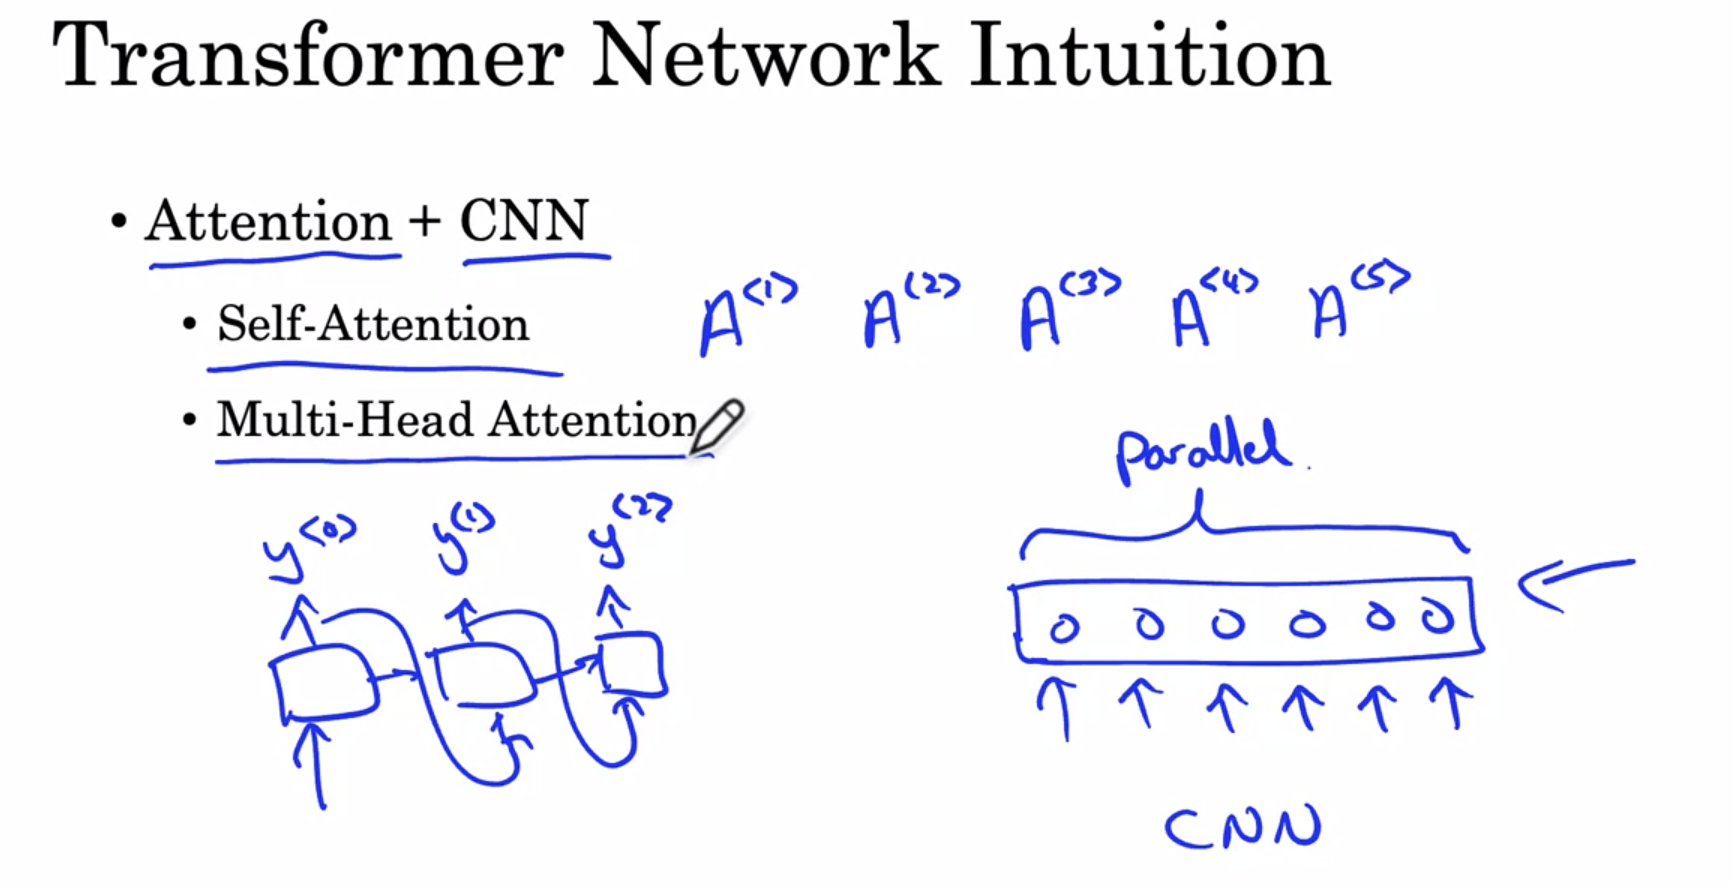 Transformer Network Intuition
• Attention + CNN
• Self-Attention
A<1> A<2> A<3> A<4> A<5>
• Multi-Head Attention
parallel.
y<0> y<1> y<2>
o o o o o o
CNN